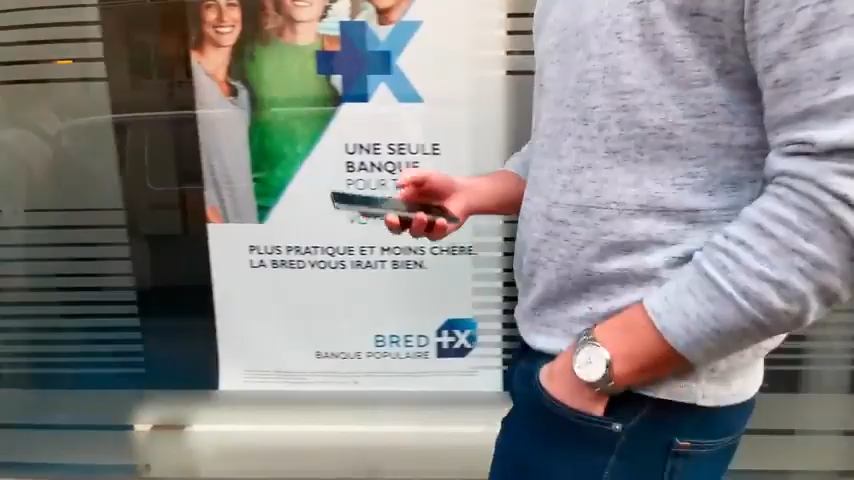 UNE SEULE
BANQUE
POUR
PLUS PRATIQUE ET MOINS CHÈRE,
LA BRED VOUS IRAIT BIEN.
BRED +X
BANQUE POPULAIRE